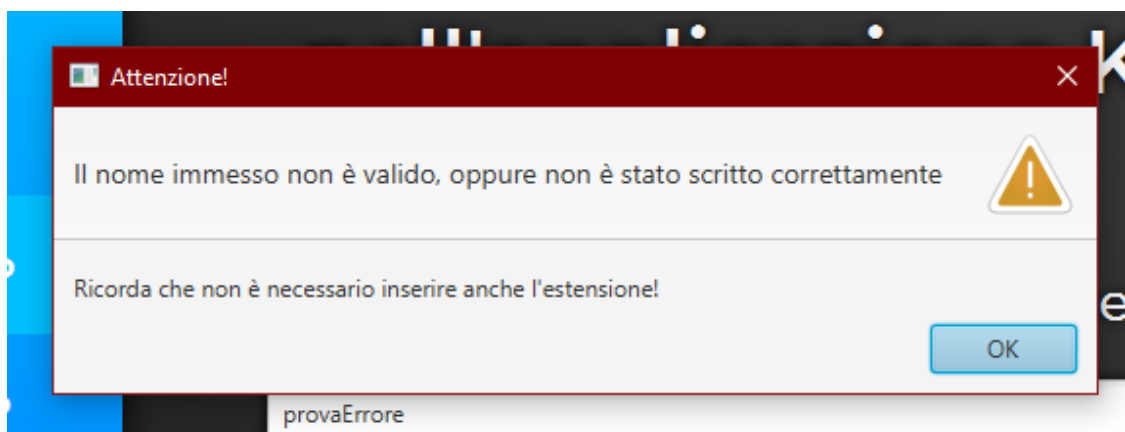 Attenzione!
Il nome immesso non è valido, oppure non è stato scritto correttamente
Ricorda che non è necessario inserire anche l'estensione!
OK
provaErrore